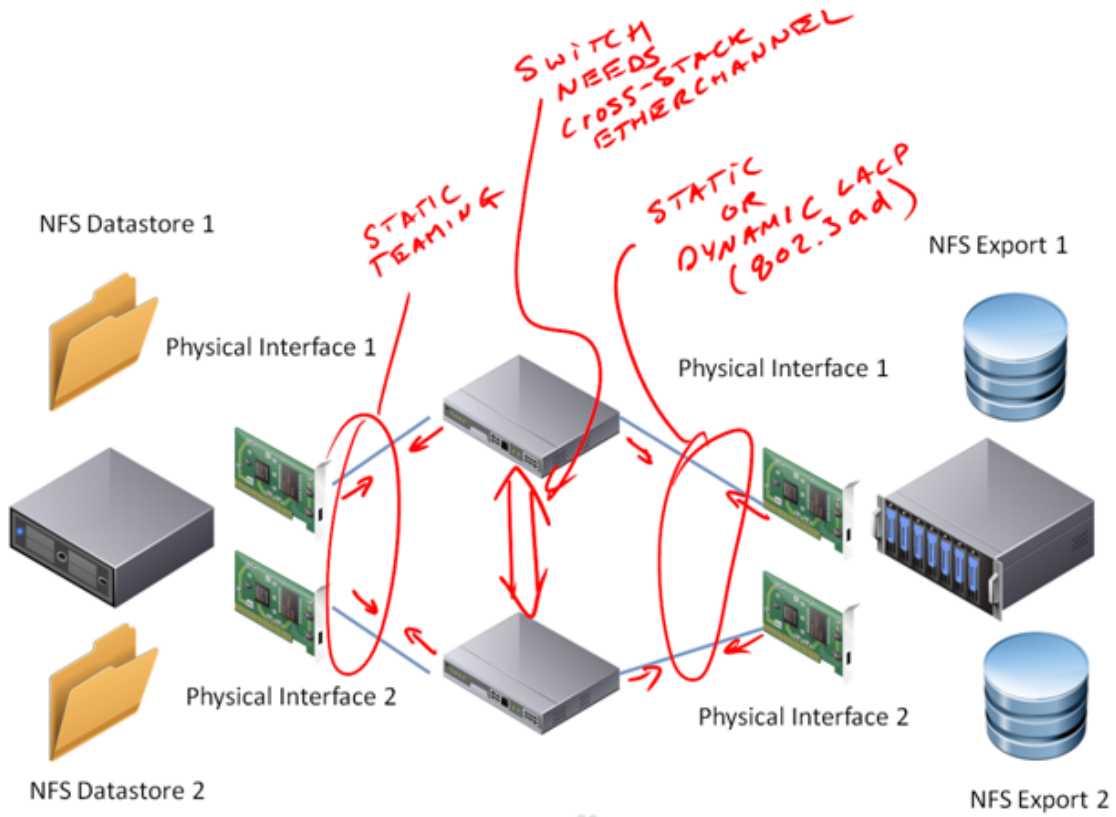 SWITCH
NEEDS
CROSS-STACK
ETHERCHANNEL
STATIC
TEAMING
STATIC
OR
DYNAMIC LACP
(802.3ad)
NFS Datastore 1
NFS Export 1
Physical Interface 1
Physical Interface 1
Physical Interface 2
Physical Interface 2
NFS Datastore 2
NFS Export 2